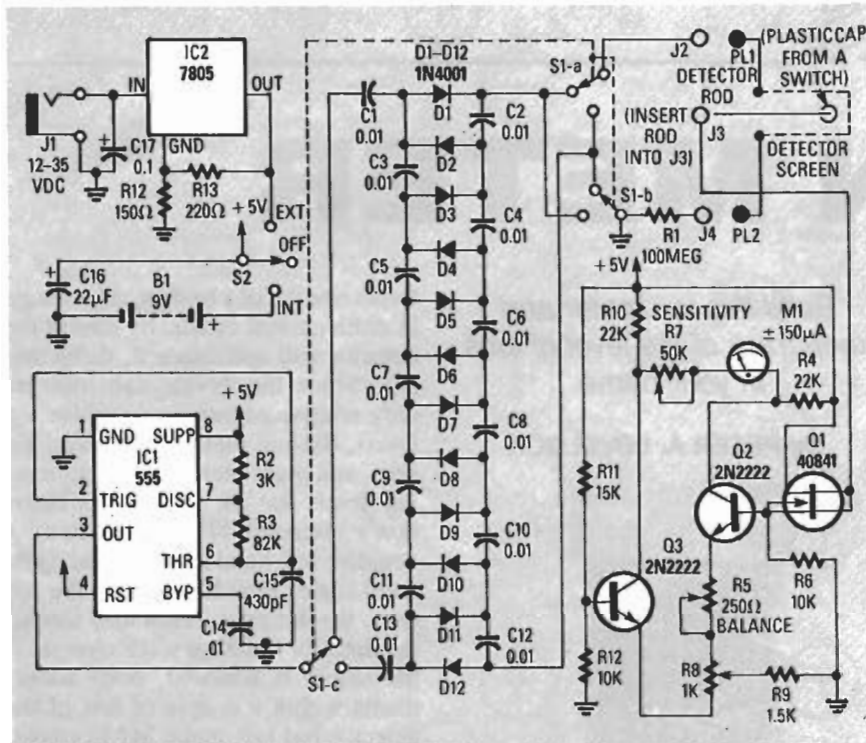 IC2
7805
IN
OUT
GND
J1
12–35
VDC
C17
0.1
R12
150Ω
R13
220Ω
+5V
EXT
OFF
S2
INT
C16
22µF
B1
9V
D1–D12
1N4001
S1-a
C1
0.01
D1
C2
0.01
D2
C3
0.01
D3
C4
0.01
D4
C5
0.01
D5
C6
0.01
D6
C7
0.01
D7
C8
0.01
D8
C9
0.01
D9
C10
0.01
D10
C11
0.01
D11
C12
0.01
C13
0.01
D12
S1-b
S1-c
J2
PL1
(PLASTIC CAP
FROM A
SWITCH)
DETECTOR
ROD
(INSERT
ROD
INTO J3)
J3
DETECTOR
SCREEN
R1
100MEG
J4
PL2
+5V
R10
22K
SENSITIVITY
R7
50K
M1
±150µA
R4
22K
Q1
40841
Q2
2N2222
R11
15K
Q3
2N2222
R6
10K
R5
250Ω
BALANCE
R12
10K
R8
1K
R9
1.5K
+5V
1
GND
SUPP
8
IC1
555
R2
3K
2
TRIG
DISC
7
3
OUT
R3
82K
THR
6
4
RST
BYP
5
C15
430pF
C14
.01